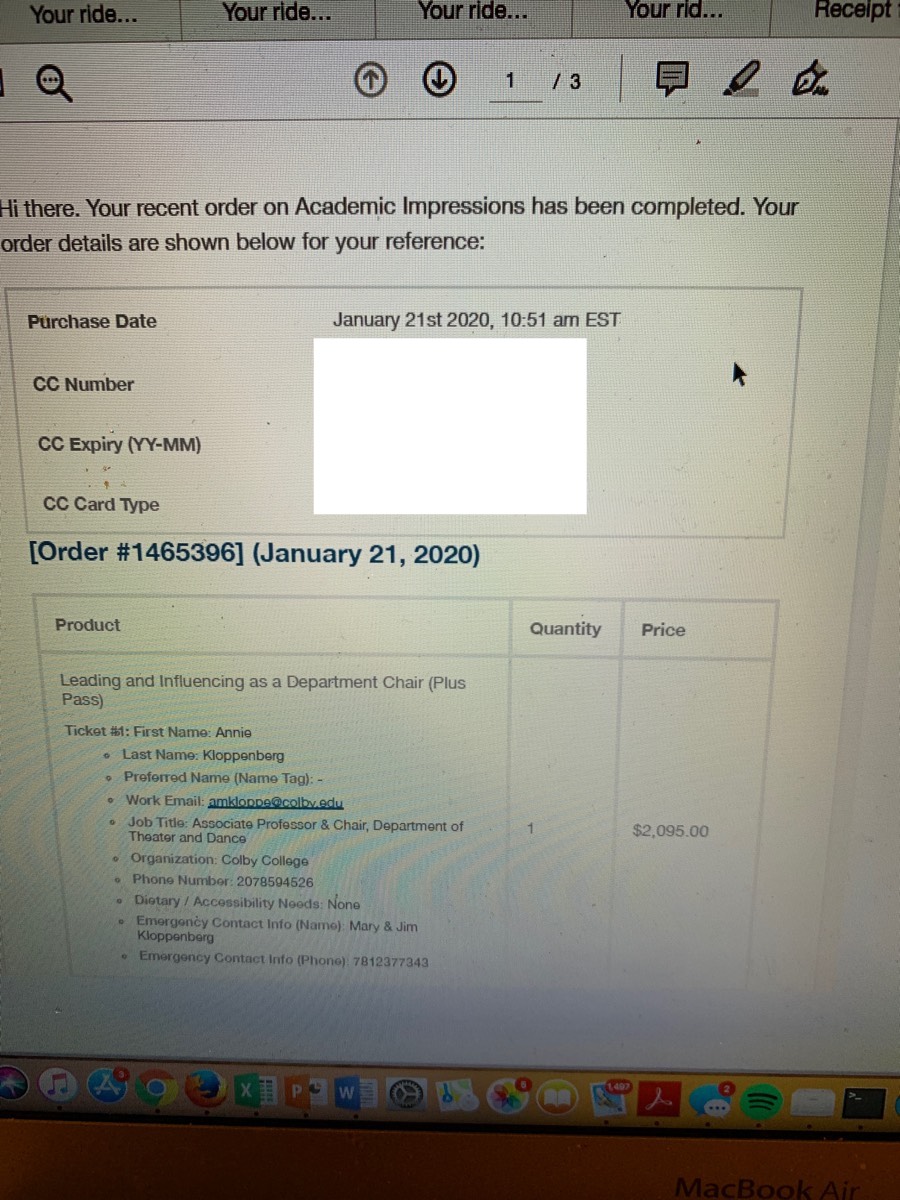 Your ride... Your ride... Your ride... Your rid... Receipt
1 / 3
Hi there. Your recent order on Academic Impressions has been completed. Your
order details are shown below for your reference:
Purchase Date January 21st 2020, 10:51 am EST
CC Number
CC Expiry (YY-MM)
CC Card Type
[Order #1465396] (January 21, 2020)
Product Quantity Price
Leading and Influencing as a Department Chair (Plus
Pass)
Ticket #1: First Name: Annie
Last Name: Kloppenberg
Preferred Name (Name Tag): -
Work Email: amkloppe@colby.edu
Job Title: Associate Professor & Chair, Department of
Theater and Dance
1 $2,095.00
Organization: Colby College
Phone Number: 2078594526
Dietary / Accessibility Needs: None
Emergency Contact Info (Name): Mary & Jim
Kloppenberg
Emergency Contact Info (Phone): 7812377343
3
X
P
W
6
1,497
2
MacBook Air